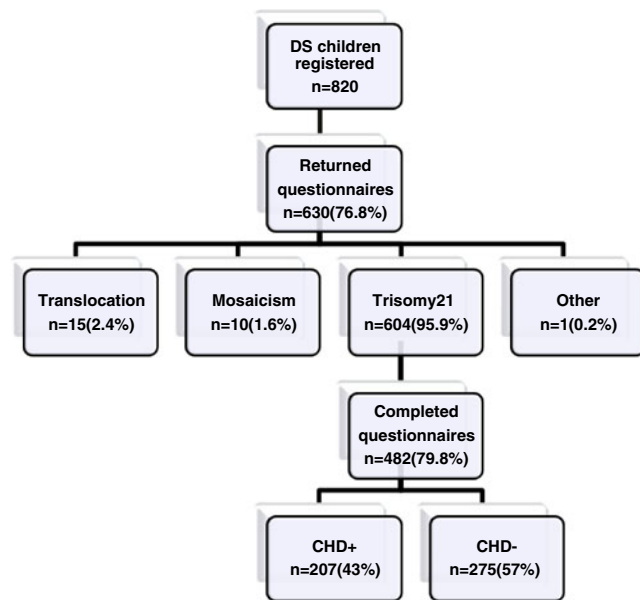 DS children
registered
n=820
Returned
questionnaires
n=630(76.8%)
Translocation
n=15(2.4%)
Mosaicism
n=10(1.6%)
Trisomy21
n=604(95.9%)
Other
n=1(0.2%)
Completed
questionnaires
n=482(79.8%)
CHD+
n=207(43%)
CHD-
n=275(57%)